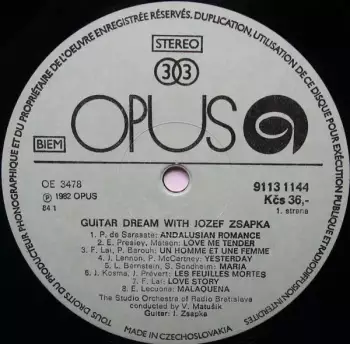 TOUS DROITS DU PRODUCTEUR PHONOGRAPHIQUE ET DU PROPRIÉTAIRE DE L'OEUVRE ENREGISTRÉE RÉSERVÉS. DUPLICATION, UTILISATION DE CE DISQUE POUR EXÉCUTION PUBLIQUE ET RADIODIFFUSION INTERDITES
STEREO
33
OPUS
BIEM
OE 3478
9113 1144
Ⓟ 1982 OPUS
Kčs 36,-
84 1
1. strana
GUITAR DREAM WITH JOZEF ZSAPKA
1. P. de Sarasate: ANDALUSIAN ROMANCE
2. E. Presley, Matson: LOVE ME TENDER
3. F. Lai, P. Barouh: UN HOMME ET UNE FEMME
4. J. Lennon, P. McCartney: YESTERDAY
5. L. Bernstein, S. Sondheim: MARIA
6. J. Kosma, J. Prévert: LES FEUILLES MORTES
7. F. Lai: LOVE STORY
8. E. Lecuona: MALAQUENA
The Studio Orchestra of Radio Bratislava
conducted by V. Matušík
Guitar: J. Zsapka
MADE IN CZECHOSLOVAKIA